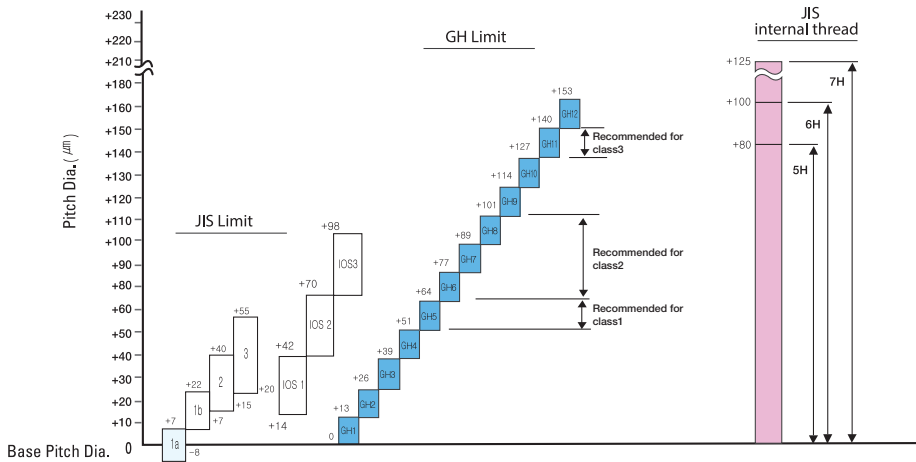 JIS
internal thread
GH Limit
JIS Limit
Pitch Dia. (μm)
+230
+220
+210
+180
+160
+150
+140
+130
+120
+110
+100
+90
+80
+60
+50
+40
+30
+20
+10
0
Base Pitch Dia.
+7
1a
−8
+22
1b
+7
+40
2
+15
+55
3
+20
+42
IOS 1
+14
+70
IOS 2
+98
IOS3
0
+13
GH1
+26
GH2
+39
GH3
+51
GH4
+64
GH5
+77
GH6
+89
GH7
+101
GH8
+114
GH9
+127
GH10
+140
GH11
+153
GH12
Recommended for
class3
Recommended for
class2
Recommended for
class1
+125
+100
+80
7H
6H
5H